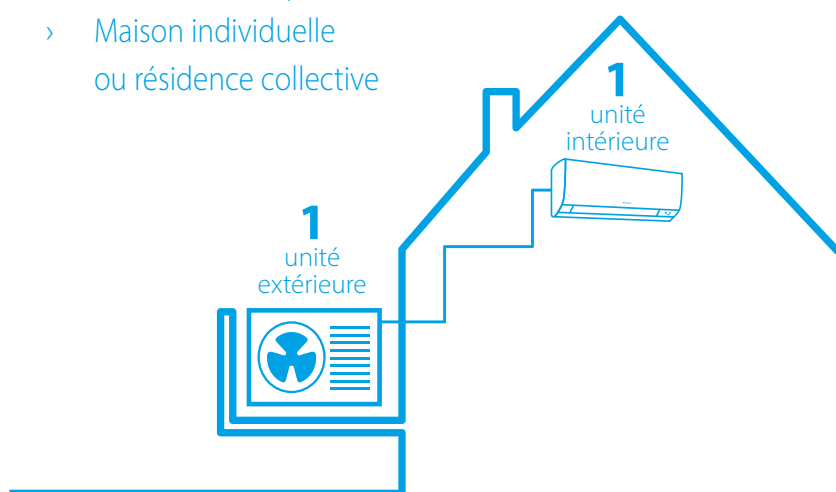 › Maison individuelle
ou résidence collective
1
unité
intérieure
1
unité
extérieure